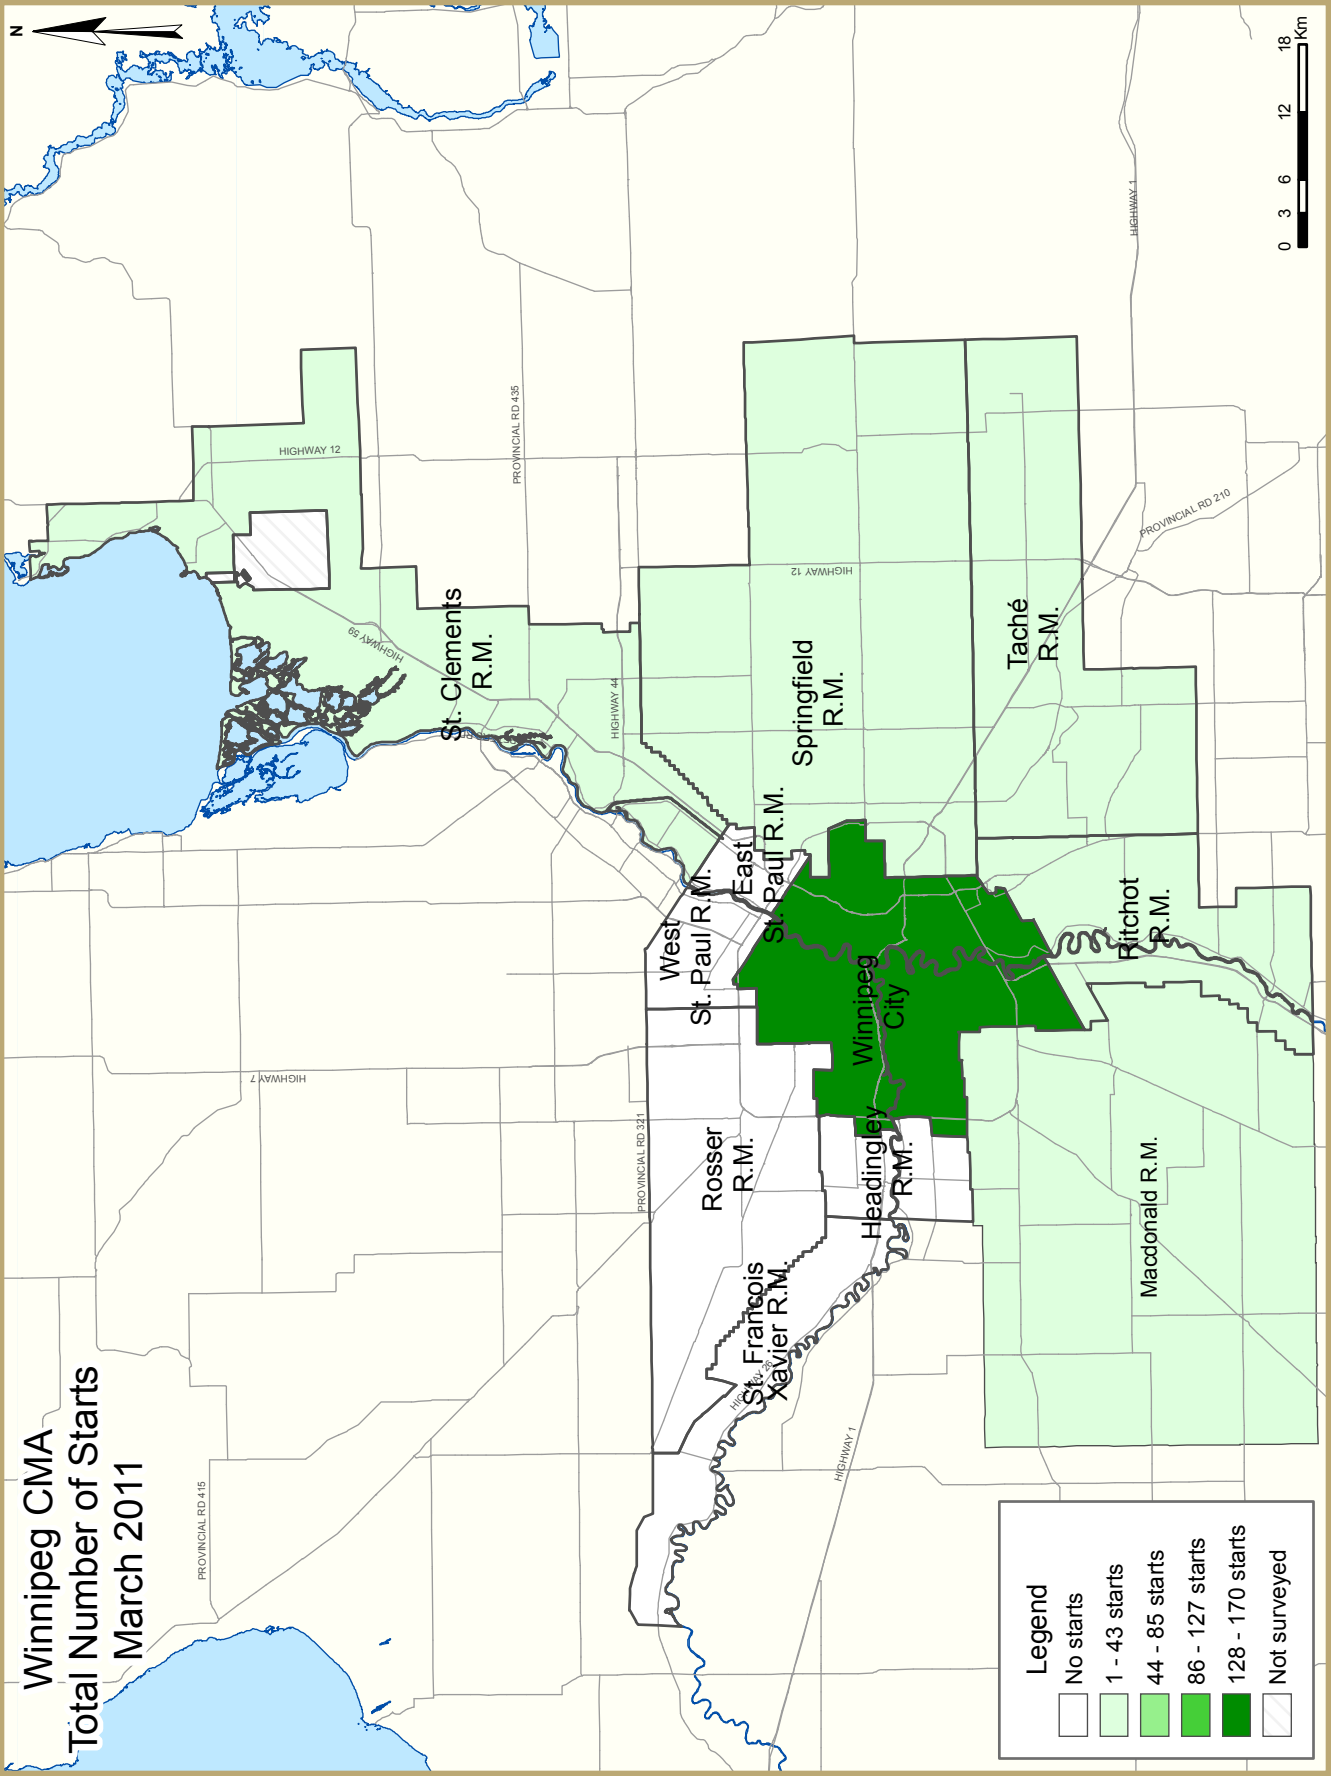 Winnipeg CMA
Total Number of Starts
March 2011
N
PROVINCIAL RD 415
HIGHWAY 7
PROVINCIAL RD 321
HIGHWAY 12
PROVINCIAL RD 435
HIGHWAY 59
St. Clements
R.M.
HIGHWAY 44
West
St. Paul R.M.
East
St. Paul R.M.
Rosser
R.M.
St. Francois
Xavier R.M.
HIGHWAY 26
HIGHWAY 1
Headingley
R.M.
Winnipeg
City
Springfield
R.M.
HIGHWAY 12
Taché
R.M.
HIGHWAY 1
PROVINCIAL RD 210
Ritchot
R.M.
Macdonald R.M.
Legend
No starts
1 - 43 starts
44 - 85 starts
86 - 127 starts
128 - 170 starts
Not surveyed
0 3 6 12 18
Km